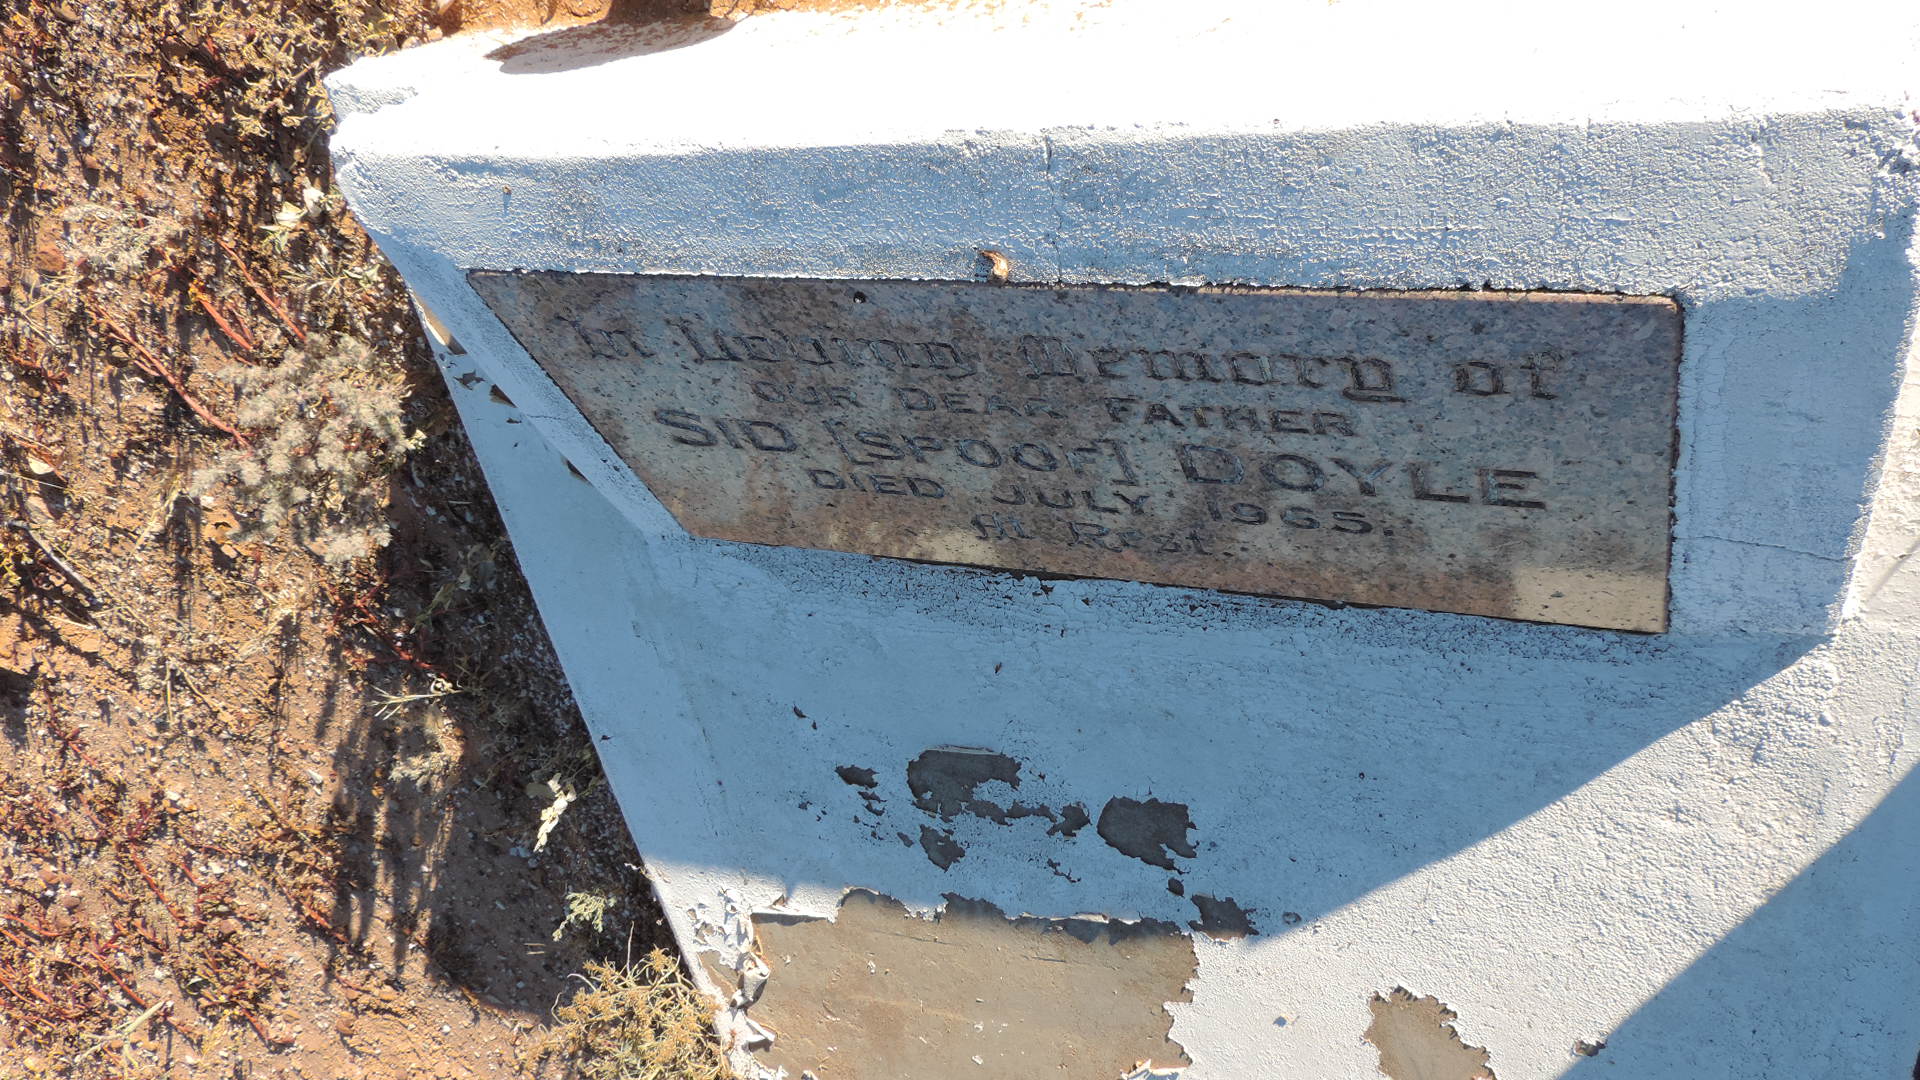 In Loving Memory of
OUR DEAR FATHER
SID [SPOOF] DOYLE
DIED JULY 1965.
At Rest.